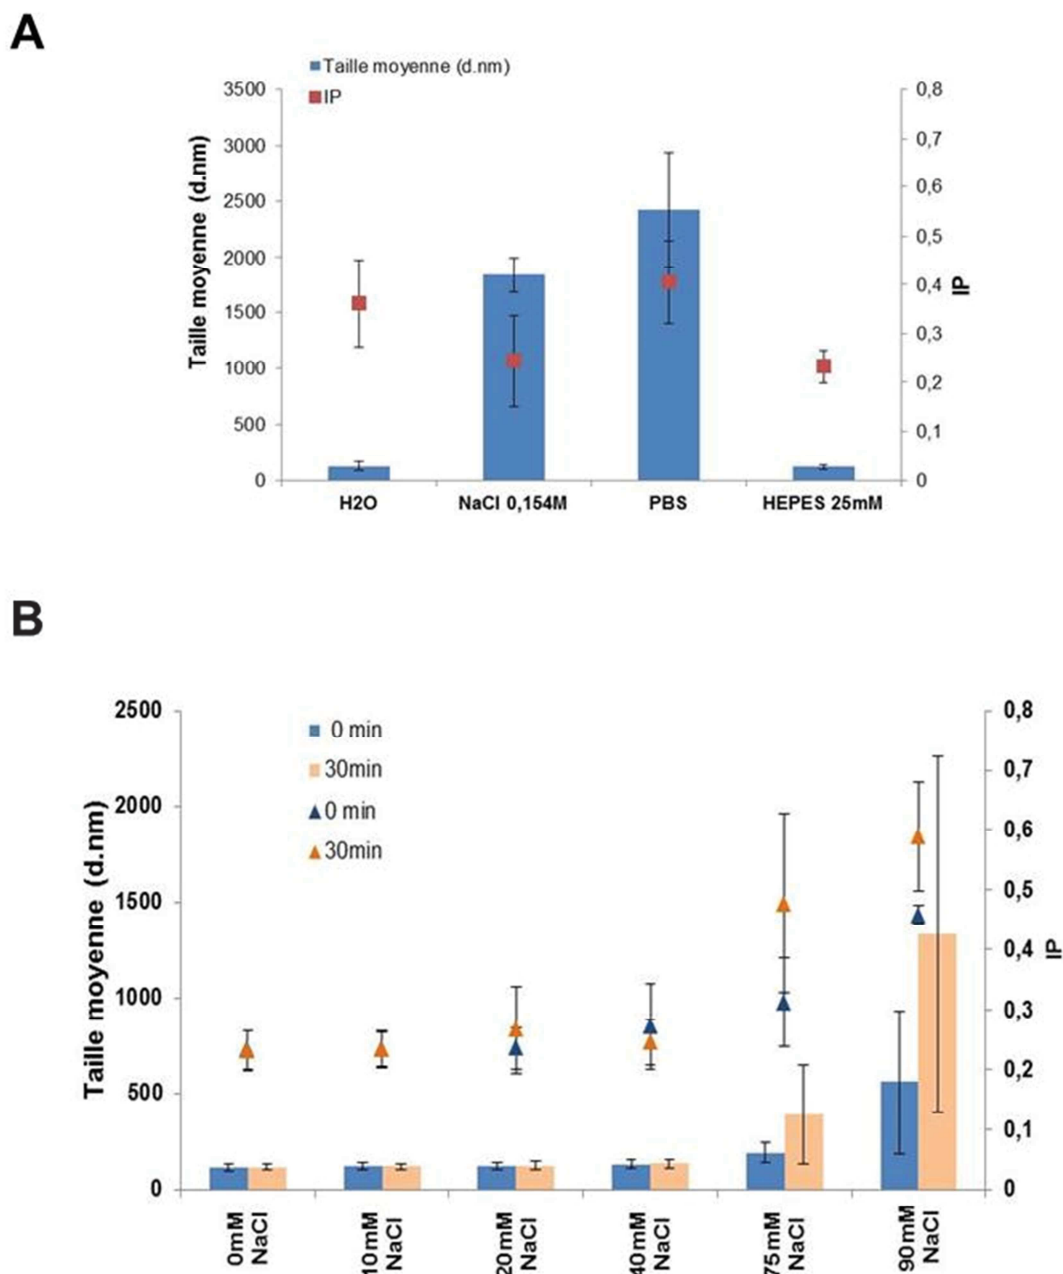 A
Taille moyenne (d.nm)
IP
3500
3000
2500
2000
1500
1000
500
0
Taille moyenne (d.nm)
0,8
0,7
0,6
0,5
0,4
0,3
0,2
0,1
0
IP
H2O
NaCl 0,154M
PBS
HEPES 25mM
B
0 min
30min
0 min
30min
2500
2000
1500
1000
500
0
Taille moyenne (d.nm)
0,8
0,7
0,6
0,5
0,4
0,3
0,2
0,1
0
IP
0mM
NaCl
10mM
NaCl
20mM
NaCl
40mM
NaCl
75mM
NaCl
90mM
NaCl